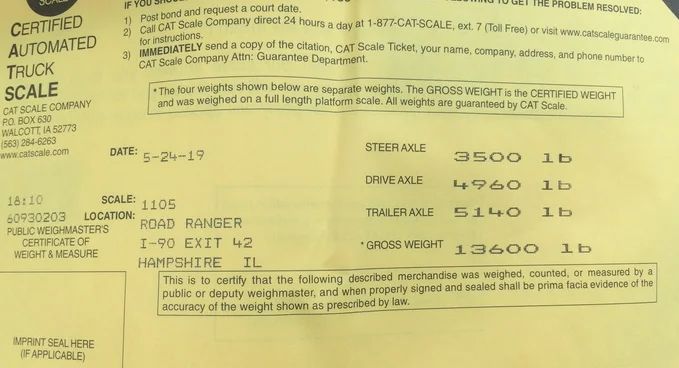 SCALE
CERTIFIED
AUTOMATED
TRUCK
SCALE
CAT SCALE COMPANY
P.O. BOX 630
WALCOTT, IA 52773
(563) 284-6263
www.catscale.com
TO GET THE PROBLEM RESOLVED:
1) Post bond and request a court date.
2) Call CAT Scale Company direct 24 hours a day at 1-877-CAT-SCALE, ext. 7 (Toll Free) or visit www.catscaleguarantee.com
for instructions.
3) IMMEDIATELY send a copy of the citation, CAT Scale Ticket, your name, company, address, and phone number to
CAT Scale Company Attn: Guarantee Department.
* The four weights shown below are separate weights. The GROSS WEIGHT is the CERTIFIED WEIGHT
and was weighed on a full length platform scale. All weights are guaranteed by CAT Scale.
DATE: 5-24-19
STEER AXLE 3500 lb
DRIVE AXLE 4960 lb
TRAILER AXLE 5140 lb
* GROSS WEIGHT 13600 lb
18:10
60930203
SCALE: 1105
LOCATION: ROAD RANGER
I-90 EXIT 42
HAMPSHIRE IL
PUBLIC WEIGHMASTER'S
CERTIFICATE OF
WEIGHT & MEASURE
This is to certify that the following described merchandise was weighed, counted, or measured by a
public or deputy weighmaster, and when properly signed and sealed shall be prima facia evidence of the
accuracy of the weight shown as prescribed by law.
IMPRINT SEAL HERE
(IF APPLICABLE)